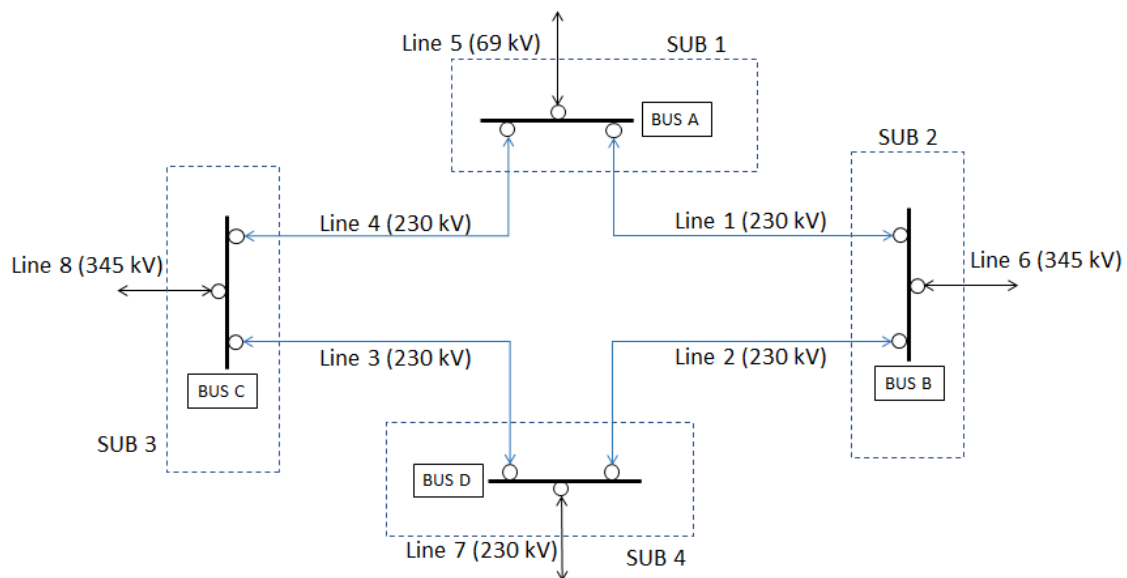 Line 5 (69 kV)
SUB 1
BUS A
SUB 2
Line 4 (230 kV)
Line 1 (230 kV)
Line 8 (345 kV)
Line 6 (345 kV)
Line 3 (230 kV)
Line 2 (230 kV)
BUS C
BUS B
SUB 3
BUS D
Line 7 (230 kV)
SUB 4